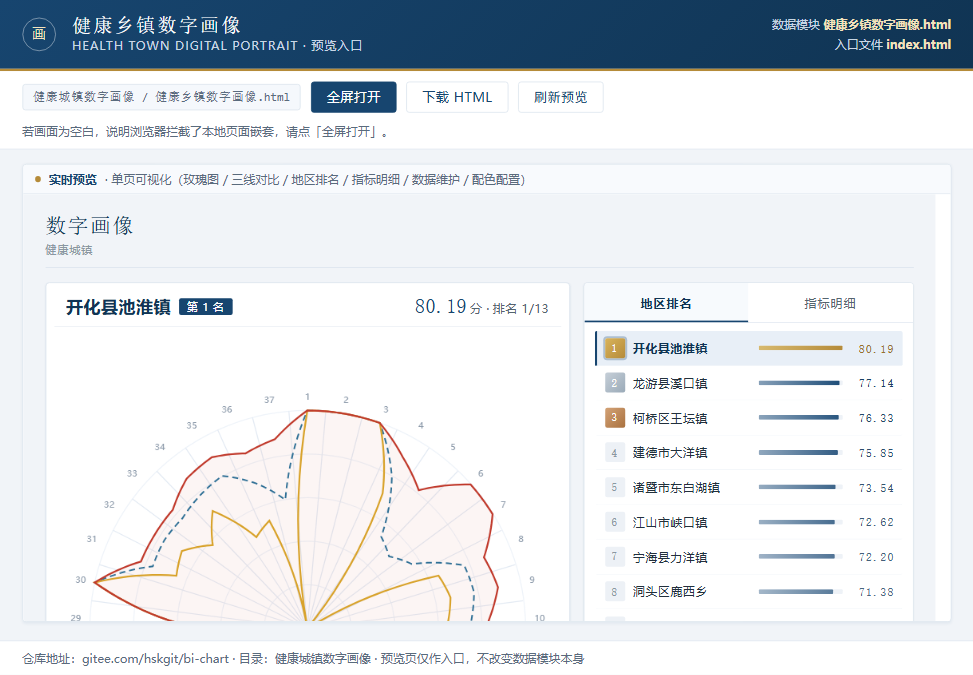 画
健康乡镇数字画像
HEALTH TOWN DIGITAL PORTRAIT · 预览入口
数据模块 健康乡镇数字画像.html
入口文件 index.html
健康城镇数字画像 / 健康乡镇数字画像.html
全屏打开
下载 HTML
刷新预览
若画面为空白，说明浏览器拦截了本地页面嵌套，请点「全屏打开」。
实时预览 · 单页可视化（玫瑰图 / 三线对比 / 地区排名 / 指标明细 / 数据维护 / 配色配置）
数字画像
健康城镇
开化县池淮镇 第 1 名
80.19 分 · 排名 1/13
37 1 2
36 3
35 4
34 5
33 6
32 7
31 8
30 9
29 10
地区排名 指标明细
1 开化县池淮镇 80.19
2 龙游县溪口镇 77.14
3 柯桥区王坛镇 76.33
4 建德市大洋镇 75.85
5 诸暨市东白湖镇 73.54
6 江山市峡口镇 72.62
7 宁海县力洋镇 72.20
8 洞头区鹿西乡 71.38
仓库地址：gitee.com/hskgit/bi-chart · 目录：健康城镇数字画像 · 预览页仅作入口，不改变数据模块本身